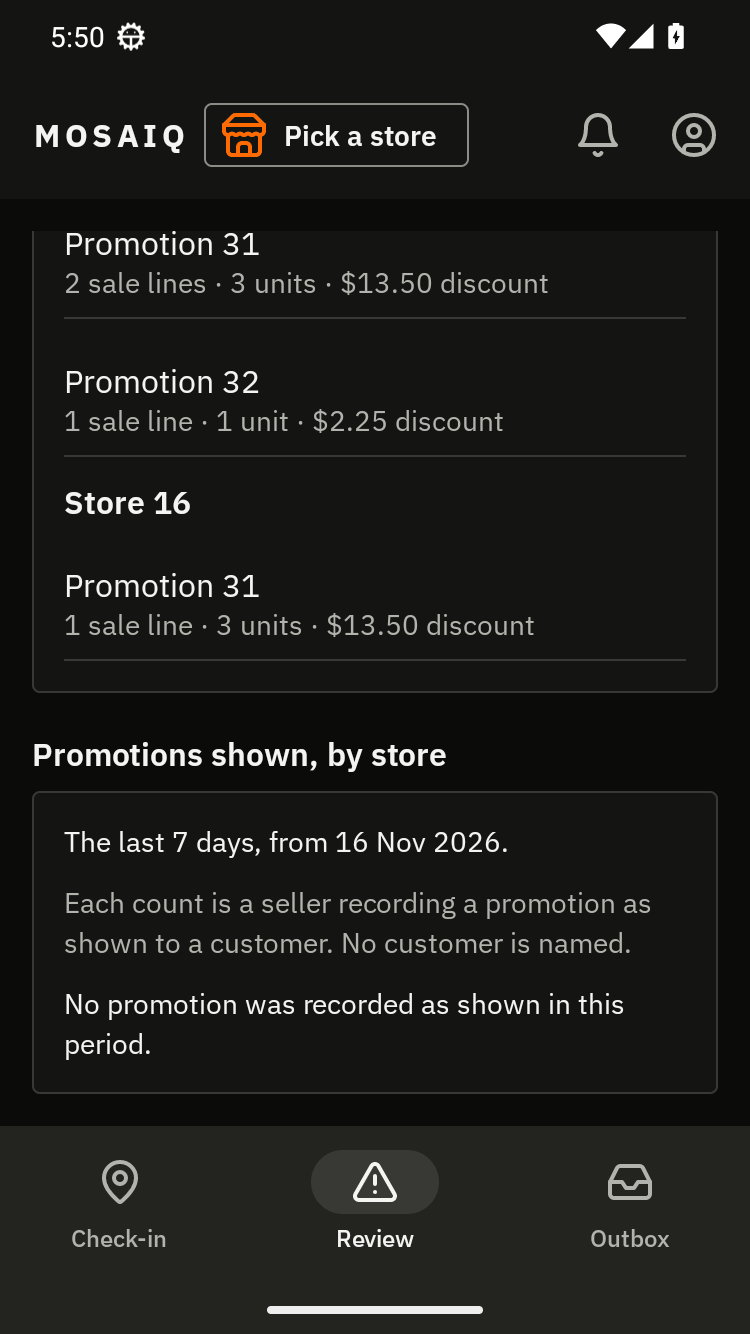 5:50
MOSAIQ
Pick a store
Promotion 31
2 sale lines · 3 units · $13.50 discount
Promotion 32
1 sale line · 1 unit · $2.25 discount
Store 16
Promotion 31
1 sale line · 3 units · $13.50 discount
Promotions shown, by store
The last 7 days, from 16 Nov 2026.
Each count is a seller recording a promotion as
shown to a customer. No customer is named.
No promotion was recorded as shown in this
period.
Check-in
Review
Outbox